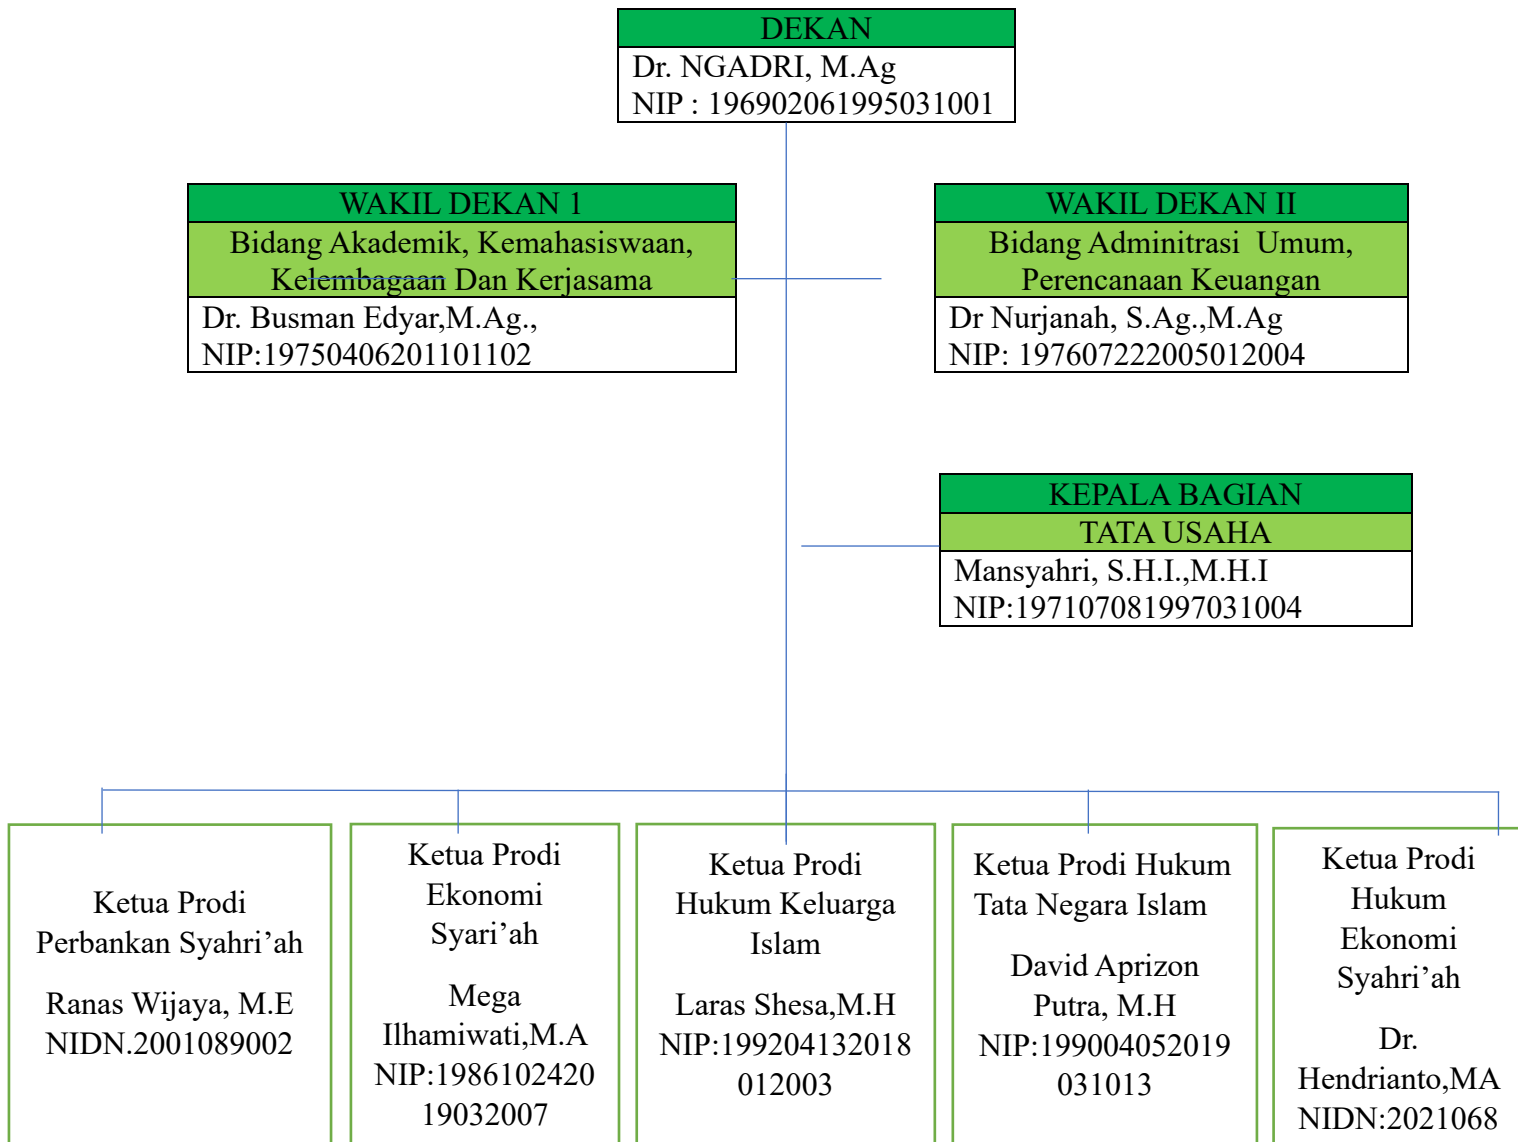 DEKAN
Dr. NGADRI, M.Ag
NIP : 196902061995031001
WAKIL DEKAN 1
Bidang Akademik, Kemahasiswaan,
Kelembagaan Dan Kerjasama
Dr. Busman Edyar,M.Ag.,
NIP:19750406201101102
WAKIL DEKAN II
Bidang Adminitrasi  Umum,
Perencanaan Keuangan
Dr Nurjanah, S.Ag.,M.Ag
NIP: 197607222005012004
KEPALA BAGIAN
TATA USAHA
Mansyahri, S.H.I.,M.H.I
NIP:197107081997031004
Ketua Prodi
Perbankan Syahri’ah
Ranas Wijaya, M.E
NIDN.2001089002
Ketua Prodi
Ekonomi
Syari’ah
Mega
Ilhamiwati,M.A
NIP:1986102420
19032007
Ketua Prodi
Hukum Keluarga
Islam
Laras Shesa,M.H
NIP:199204132018
012003
Ketua Prodi Hukum
Tata Negara Islam
David Aprizon
Putra, M.H
NIP:199004052019
031013
Ketua Prodi
Hukum
Ekonomi
Syahri’ah
Dr.
Hendrianto,MA
NIDN:2021068